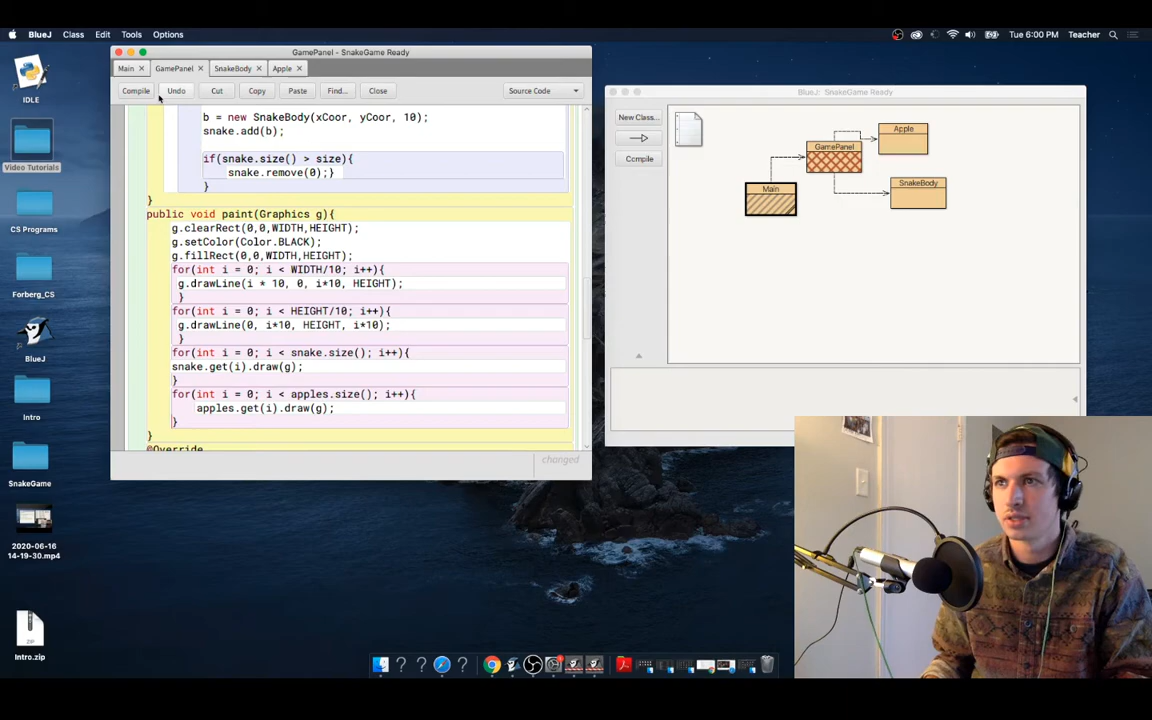 BlueJ Class Edit Tools Options Tue 6:00 PM Teacher
GamePanel - SnakeGame Ready
Main GamePanel SnakeBody Apple
Compile Undo Cut Copy Paste Find... Close Source Code
b = new SnakeBody(xCoor, yCoor, 10);
snake.add(b);
if(snake.size() > size){
snake.remove(0);}
}
}
public void paint(Graphics g){
g.clearRect(0,0,WIDTH,HEIGHT);
g.setColor(Color.BLACK);
g.fillRect(0,0,WIDTH,HEIGHT);
for(int i = 0; i < WIDTH/10; i++){
g.drawLine(i * 10, 0, i*10, HEIGHT);
}
for(int i = 0; i < HEIGHT/10; i++){
g.drawLine(0, i*10, HEIGHT, i*10);
}
for(int i = 0; i < snake.size(); i++){
snake.get(i).draw(g);
}
for(int i = 0; i < apples.size(); i++){
apples.get(i).draw(g);
}
}
@Override
changed
BlueJ: SnakeGame Ready
New Class...
Compile
Apple
GamePanel
SnakeBody
Main
IDLE
Video Tutorials
CS Programs
Forberg_CS
BlueJ
Intro
SnakeGame
2020-06-16
14-19-30.mp4
ZIP
Intro.zip